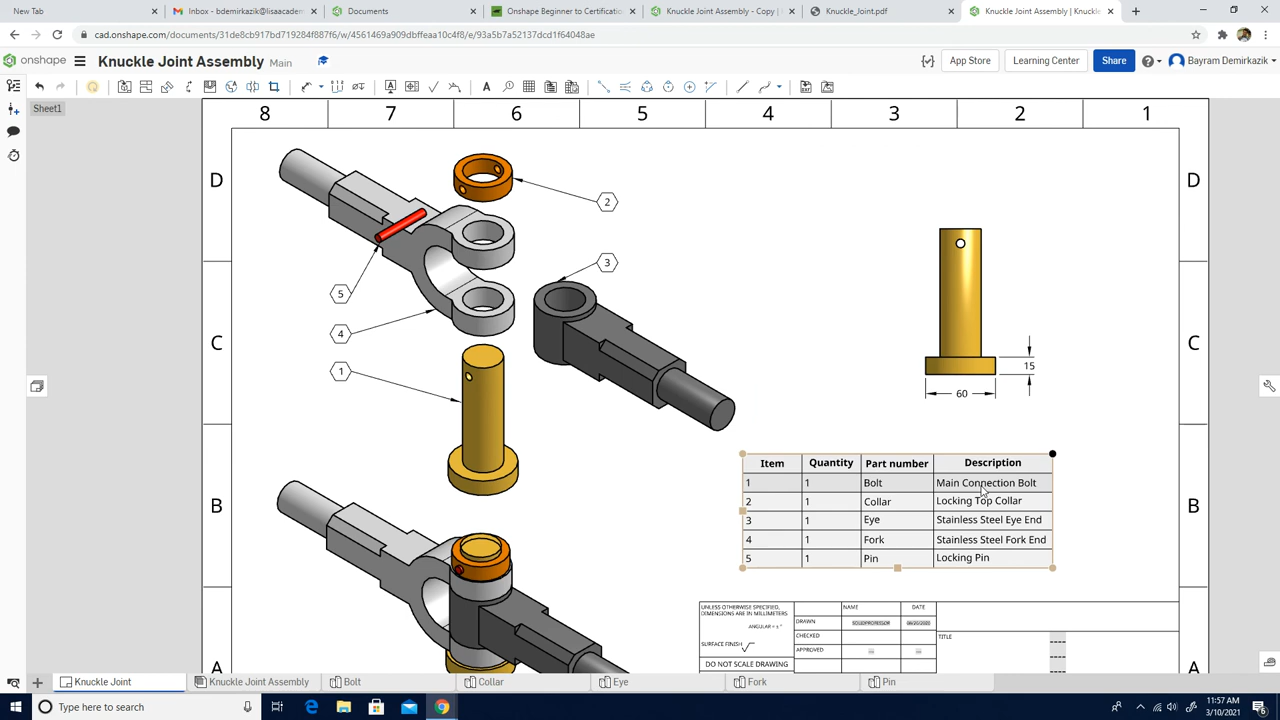 New Tab
Inbox - bdemirkazik@lisaacadem
Documents
Onshape Beginner to Certification
Knuckle Joint Assembly - Copy | K
Knuckle_Joint.pdf
Knuckle Joint Assembly | Knuckle
cad.onshape.com/documents/31de8cb917bd719284f887f6/w/4561469a909dbffeaa10c4f8/e/93a5b7a52137dcd1f64048ae
onshape
Knuckle Joint Assembly Main
App Store
Learning Center
Share
Bayram Demirkazik
Sheet1
8 7 6 5 4 3 2 1
D D
2
3
5
4
1
C C
15
60
Item Quantity Part number Description
1 1 Bolt Main Connection Bolt
2 1 Collar Locking Top Collar
3 1 Eye Stainless Steel Eye End
4 1 Fork Stainless Steel Fork End
5 1 Pin Locking Pin
B B
UNLESS OTHERWISE SPECIFIED,
DIMENSIONS ARE IN MILLIMETERS
ANGULAR = ± °
SURFACE FINISH
DO NOT SCALE DRAWING
NAME DATE
DRAWN SOLIDPROFESSOR
CHECKED
APPROVED
TITLE
A A
Knuckle Joint
Knuckle Joint Assembly
Bolt
Collar
Eye
Fork
Pin
Type here to search
11:57 AM
3/10/2021